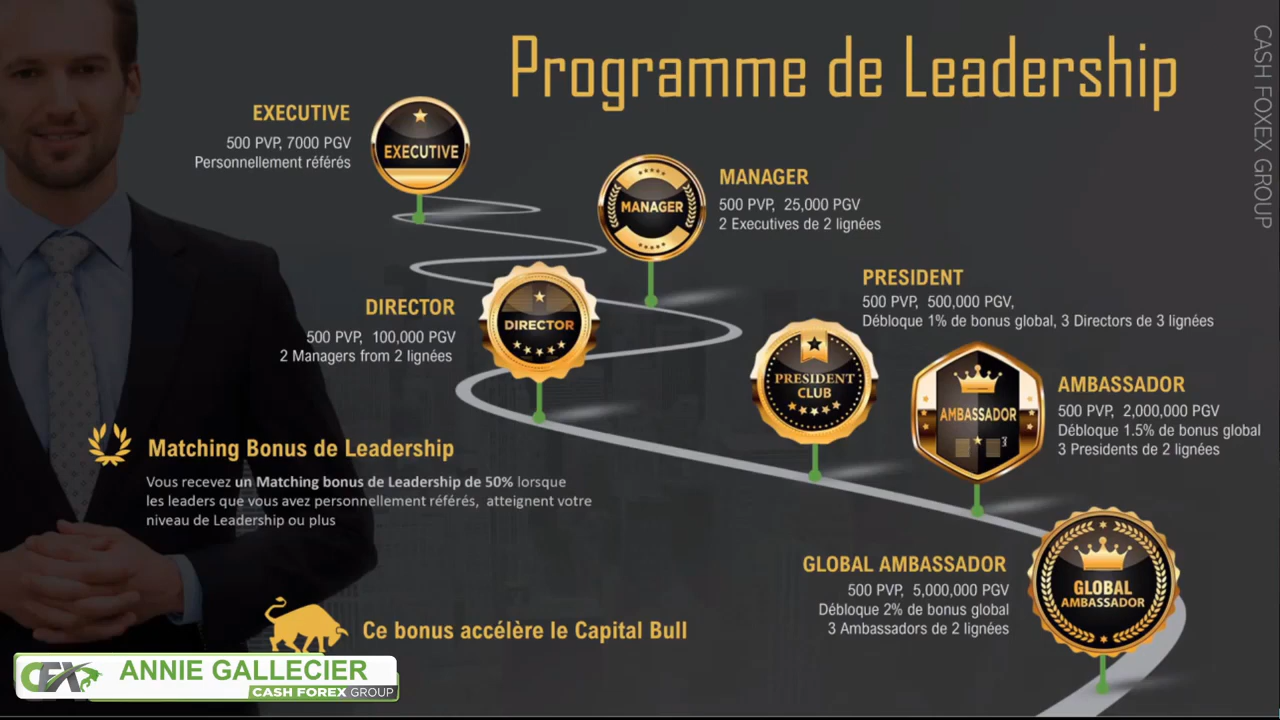 Programme de Leadership
CASH FOXEX GROUP
EXECUTIVE
500 PVP, 7000 PGV
Personnellement référés
EXECUTIVE
MANAGER
MANAGER
500 PVP, 25,000 PGV
2 Executives de 2 lignées
DIRECTOR
500 PVP, 100,000 PGV
2 Managers from 2 lignées
DIRECTOR
PRESIDENT
500 PVP, 500,000 PGV,
Débloque 1% de bonus global, 3 Directors de 3 lignées
PRESIDENT
CLUB
AMBASSADOR
AMBASSADOR
500 PVP, 2,000,000 PGV
Débloque 1.5% de bonus global
3 Presidents de 2 lignées
Matching Bonus de Leadership
Vous recevez un Matching bonus de Leadership de 50% lorsque
les leaders que vous avez personnellement référés, atteignent votre
niveau de Leadership ou plus
GLOBAL AMBASSADOR
500 PVP, 5,000,000 PGV
Débloque 2% de bonus global
3 Ambassadors de 2 lignées
GLOBAL
AMBASSADOR
Ce bonus accélère le Capital Bull
CFX
ANNIE GALLECIER
CASH FOREX GROUP